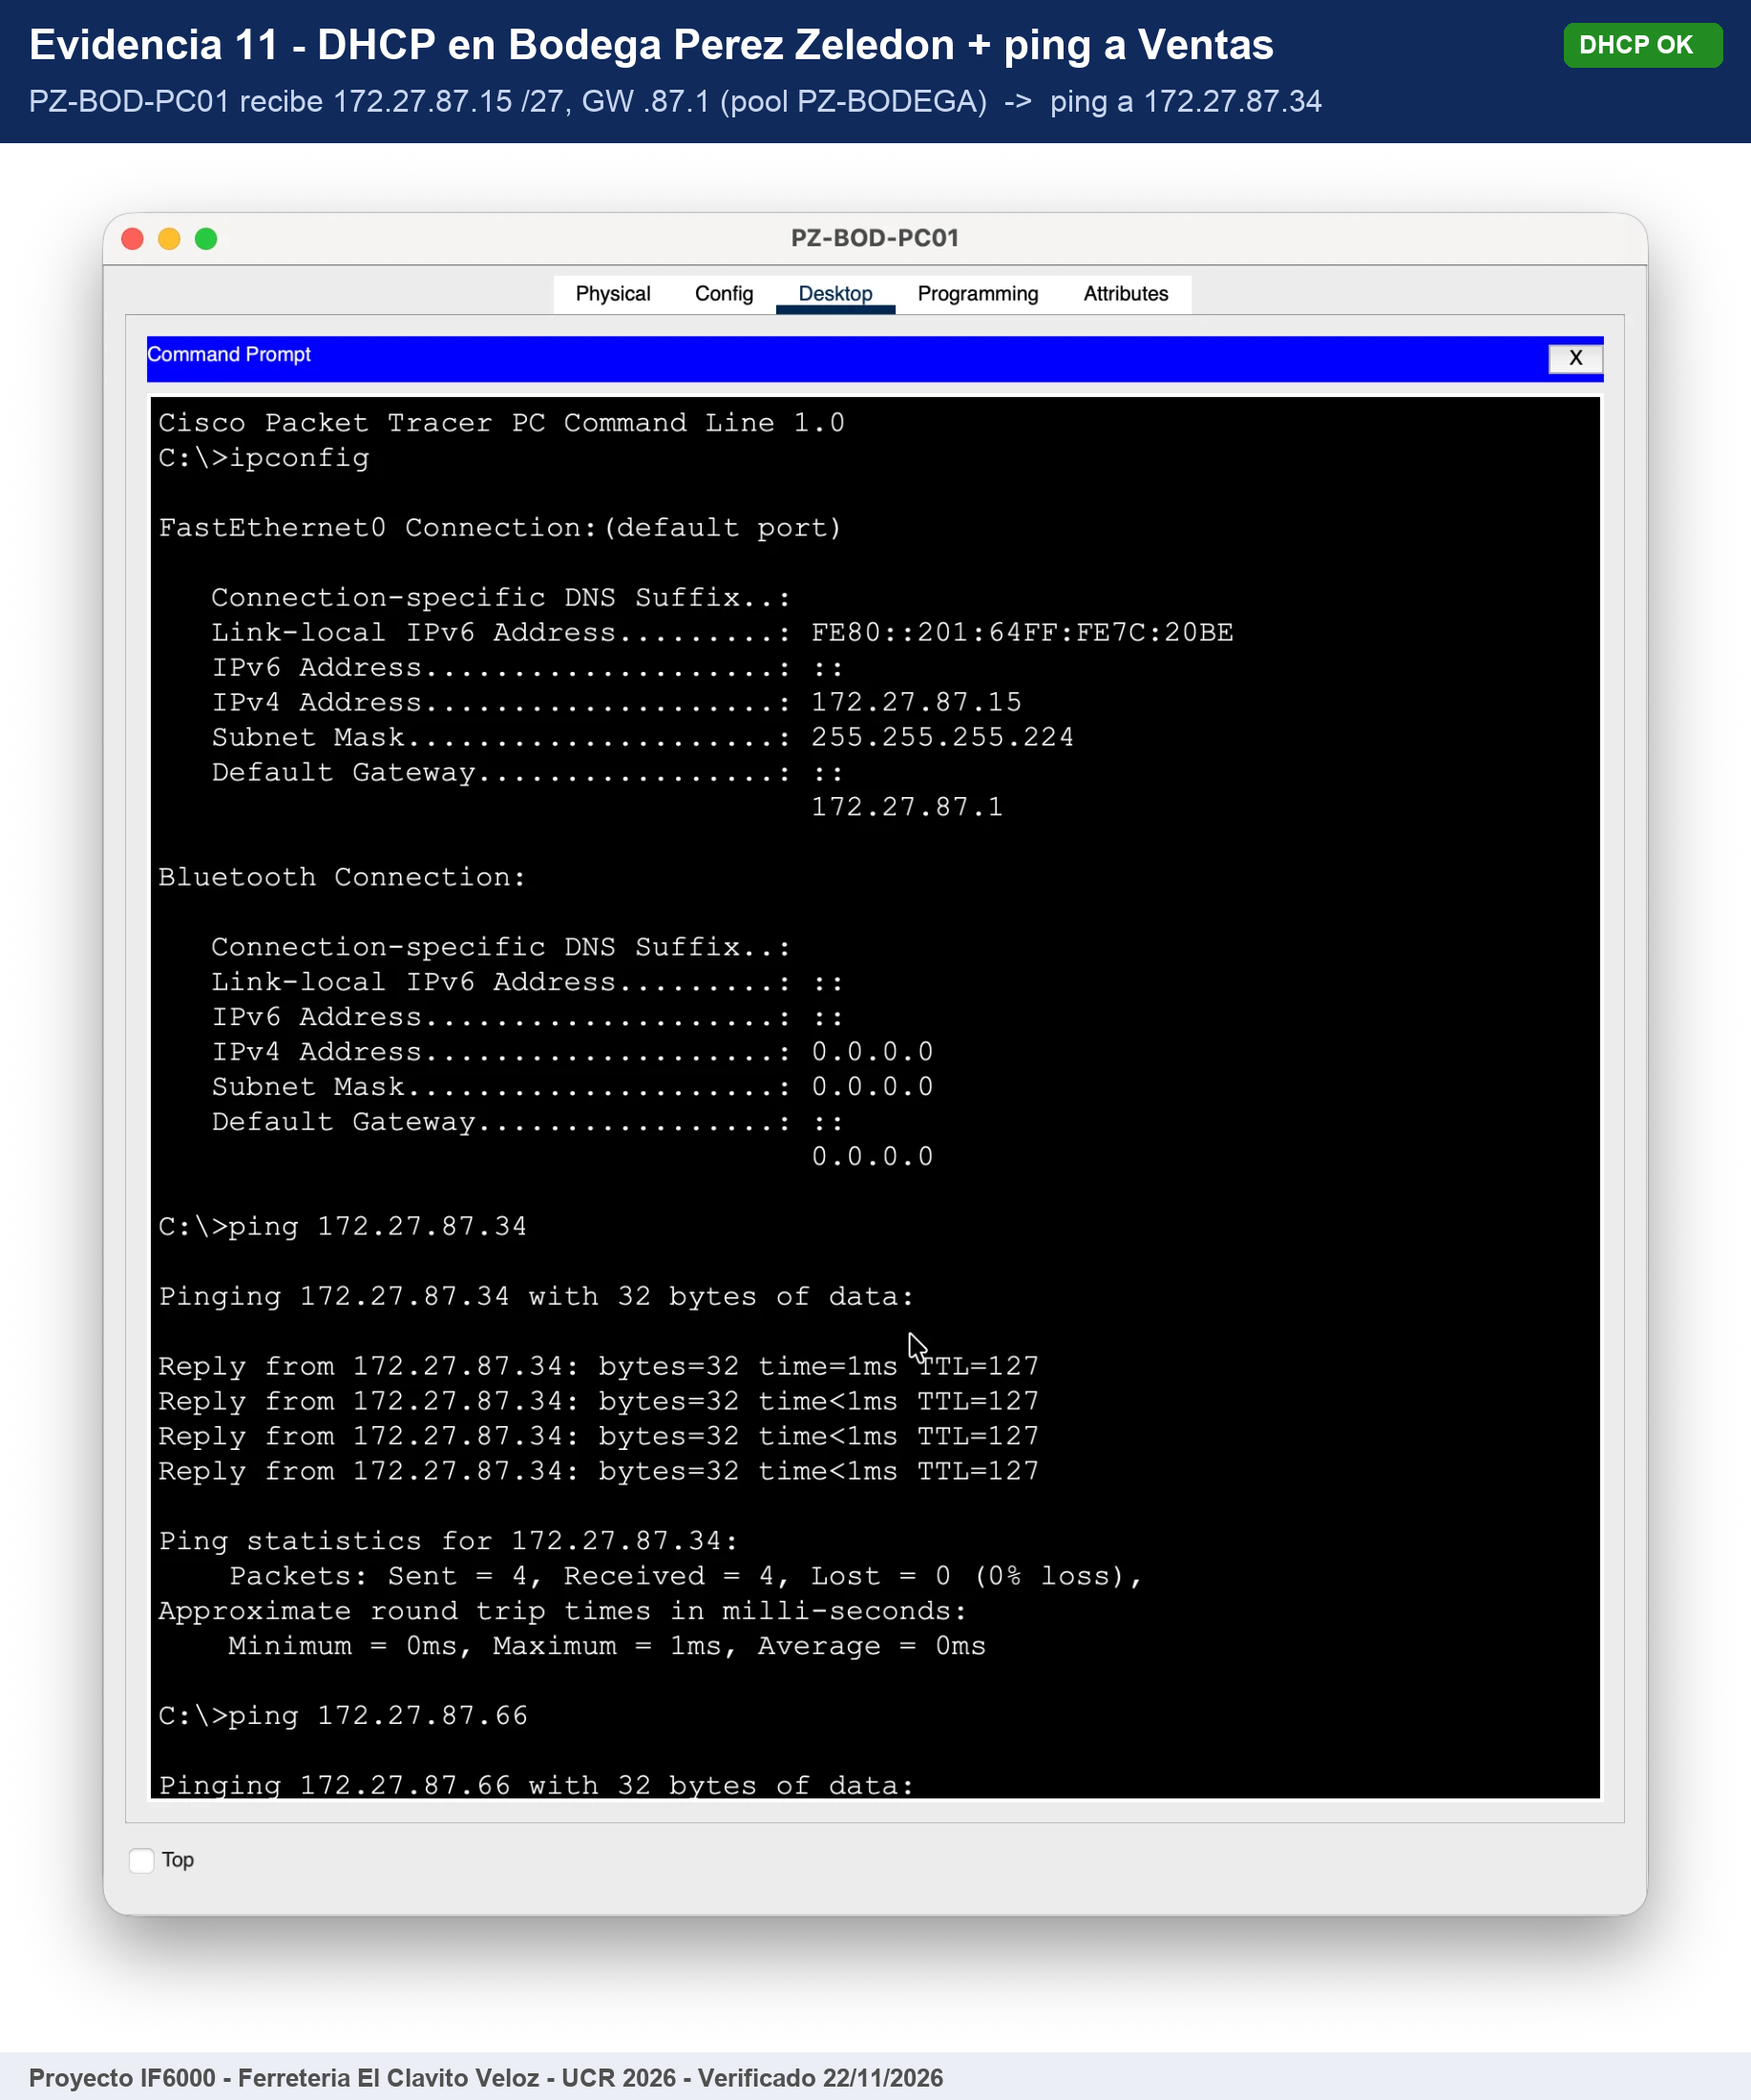 Evidencia 11 - DHCP en Bodega Perez Zeledon + ping a Ventas
DHCP OK
PZ-BOD-PC01 recibe 172.27.87.15 /27, GW .87.1 (pool PZ-BODEGA) -> ping a 172.27.87.34
PZ-BOD-PC01
Physical Config Desktop Programming Attributes
Command Prompt
X
Cisco Packet Tracer PC Command Line 1.0
C:\>ipconfig
FastEthernet0 Connection:(default port)
Connection-specific DNS Suffix..:
Link-local IPv6 Address.........: FE80::201:64FF:FE7C:20BE
IPv6 Address....................: ::
IPv4 Address....................: 172.27.87.15
Subnet Mask.....................: 255.255.255.224
Default Gateway.................: ::
172.27.87.1
Bluetooth Connection:
Connection-specific DNS Suffix..:
Link-local IPv6 Address.........: ::
IPv6 Address....................: ::
IPv4 Address....................: 0.0.0.0
Subnet Mask.....................: 0.0.0.0
Default Gateway.................: ::
0.0.0.0
C:\>ping 172.27.87.34
Pinging 172.27.87.34 with 32 bytes of data:
Reply from 172.27.87.34: bytes=32 time=1ms TTL=127
Reply from 172.27.87.34: bytes=32 time<1ms TTL=127
Reply from 172.27.87.34: bytes=32 time<1ms TTL=127
Reply from 172.27.87.34: bytes=32 time<1ms TTL=127
Ping statistics for 172.27.87.34:
Packets: Sent = 4, Received = 4, Lost = 0 (0% loss),
Approximate round trip times in milli-seconds:
Minimum = 0ms, Maximum = 1ms, Average = 0ms
C:\>ping 172.27.87.66
Pinging 172.27.87.66 with 32 bytes of data:
Top
Proyecto IF6000 - Ferreteria El Clavito Veloz - UCR 2026 - Verificado 22/11/2026